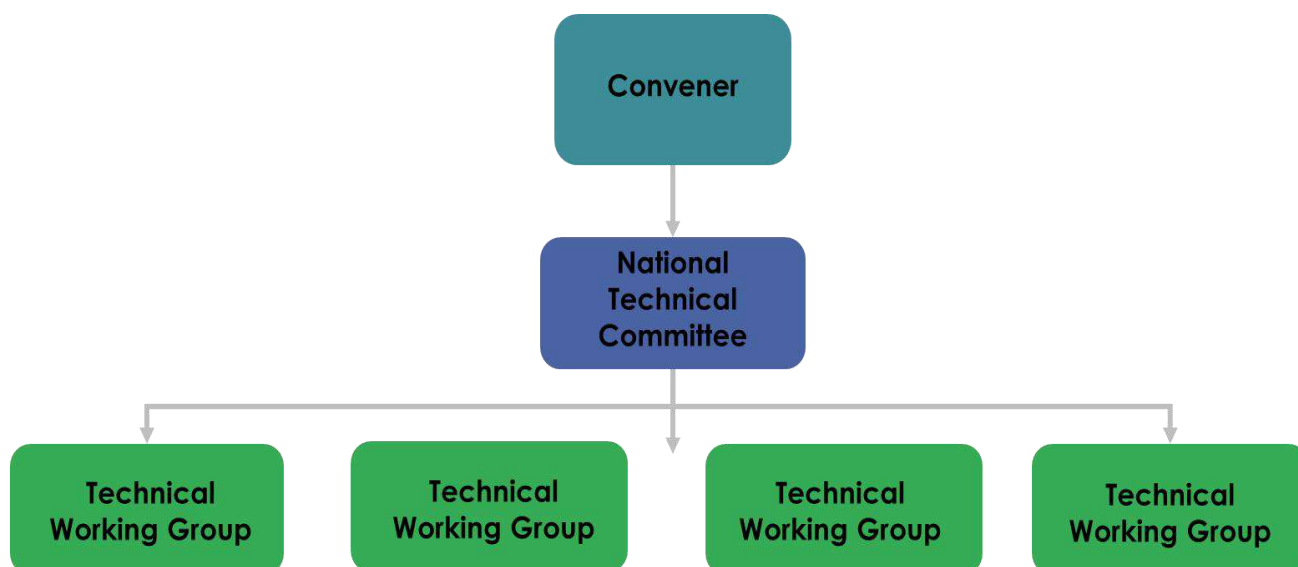 Convener
National
Technical
Committee
Technical
Working Group
Technical
Working Group
Technical
Working Group
Technical
Working Group